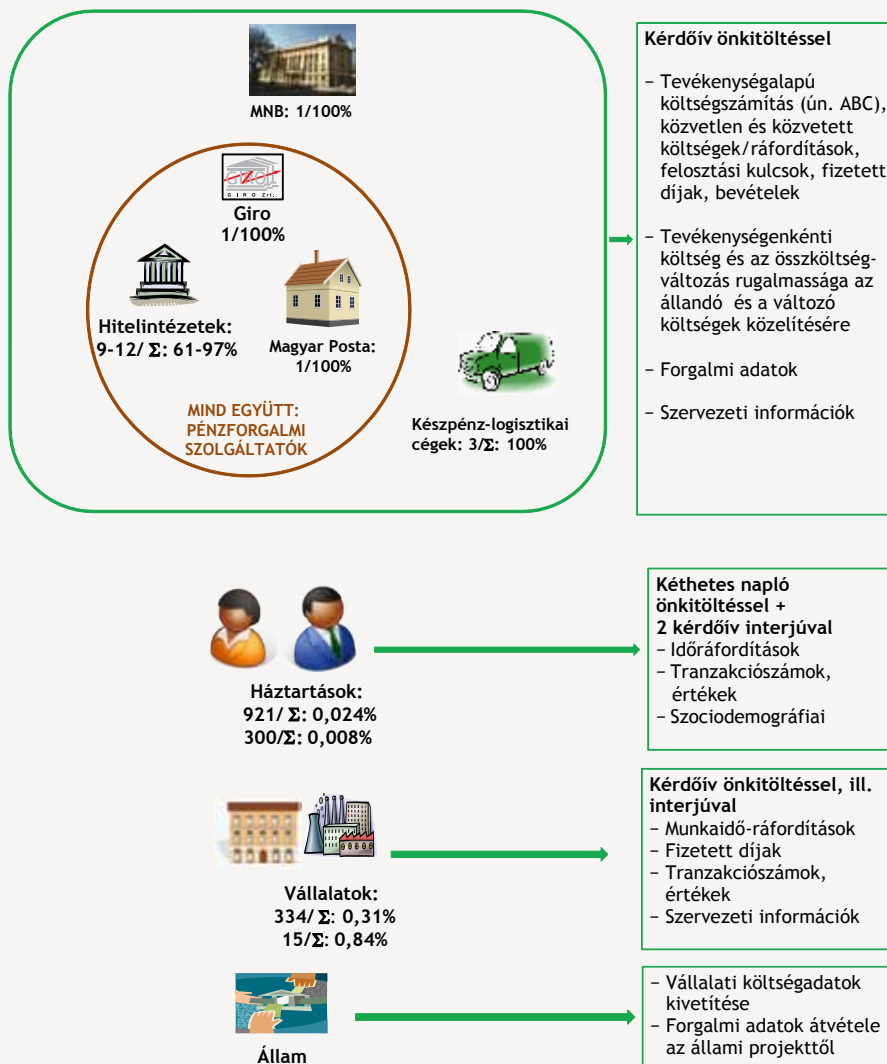 MNB: 1/100%
GIRO
GIRO Zrt.
Giro
1/100%
Hitelintézetek:
9-12/ Σ: 61-97%
Magyar Posta:
1/100%
MIND EGYÜTT:
PÉNZFORGALMI
SZOLGÁLTATÓK
Készpénz-logisztikai
cégek: 3/Σ: 100%
Kérdőív önkitöltéssel
− Tevékenységalapú
költségszámítás (ún. ABC),
közvetlen és közvetett
költségek/ráfordítások,
felosztási kulcsok, fizetett
díjak, bevételek
− Tevékenységenkénti
költség és az összköltség-
változás rugalmassága az
állandó és a változó
költségek közelítésére
− Forgalmi adatok
− Szervezeti információk
Háztartások:
921/ Σ: 0,024%
300/Σ: 0,008%
Kéthetes napló
önkitöltéssel +
2 kérdőív interjúval
− Időráfordítások
− Tranzakciószámok,
értékek
− Szociodemográfiai
Vállalatok:
334/ Σ: 0,31%
15/Σ: 0,84%
Kérdőív önkitöltéssel, ill.
interjúval
− Munkaidő-ráfordítások
− Fizetett díjak
− Tranzakciószámok,
értékek
− Szervezeti információk
Állam
− Vállalati költségadatok
kivetítése
− Forgalmi adatok átvétele
az állami projekttől